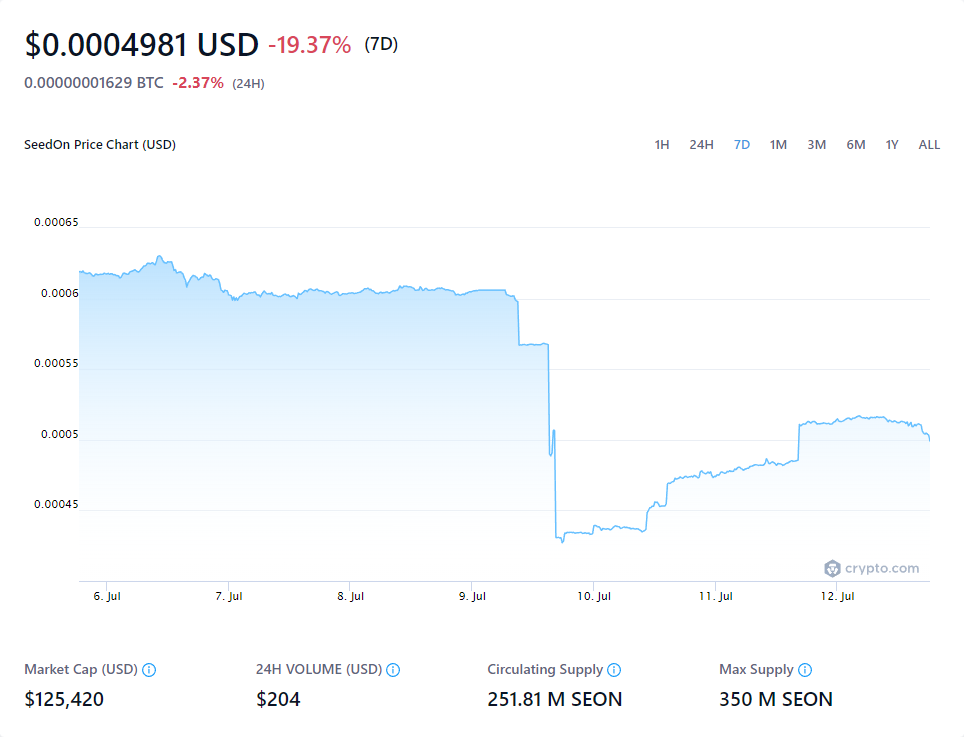 $0.0004981 USD -19.37% (7D)
0.00000001629 BTC -2.37% (24H)
SeedOn Price Chart (USD) 1H 24H 7D 1M 3M 6M 1Y ALL
0.00065
0.0006
0.00055
0.0005
0.00045
crypto.com
6. Jul 7. Jul 8. Jul 9. Jul 10. Jul 11. Jul 12. Jul
Market Cap (USD) 24H VOLUME (USD) Circulating Supply Max Supply
$125,420 $204 251.81 M SEON 350 M SEON